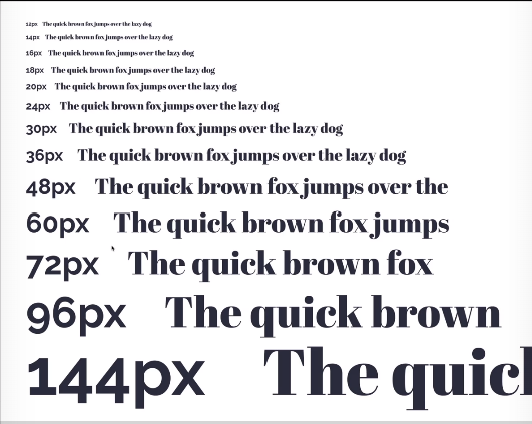 12px The quick brown fox jumps over the lazy dog
14px The quick brown fox jumps over the lazy dog
16px The quick brown fox jumps over the lazy dog
18px The quick brown fox jumps over the lazy dog
20px The quick brown fox jumps over the lazy dog
24px The quick brown fox jumps over the lazy dog
30px The quick brown fox jumps over the lazy dog
36px The quick brown fox jumps over the lazy dog
48px The quick brown fox jumps over the
60px The quick brown fox jumps
72px The quick brown fox
96px The quick brown
144px The quic